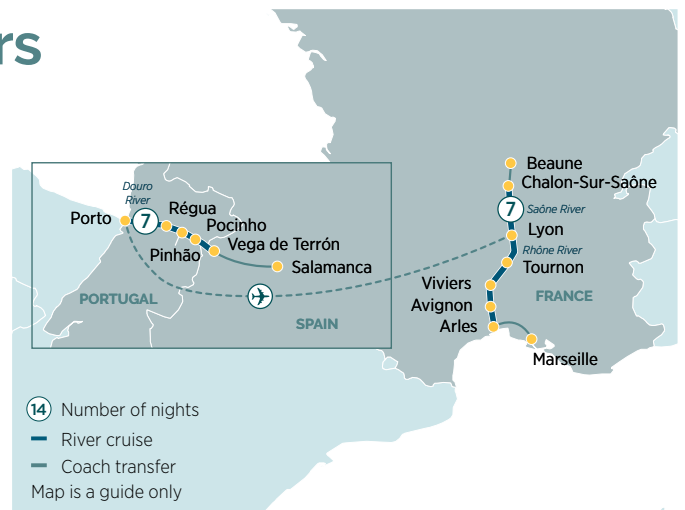 rs
Beaune
Chalon-Sur-Saône
7
Saône River
Lyon
Rhône River
Tournon
Viviers
Avignon
Arles
FRANCE
Marseille
Douro
River
Porto
7
Régua
Pocinho
Pinhão
Vega de Terrón
Salamanca
PORTUGAL
SPAIN
14 Number of nights
River cruise
Coach transfer
Map is a guide only